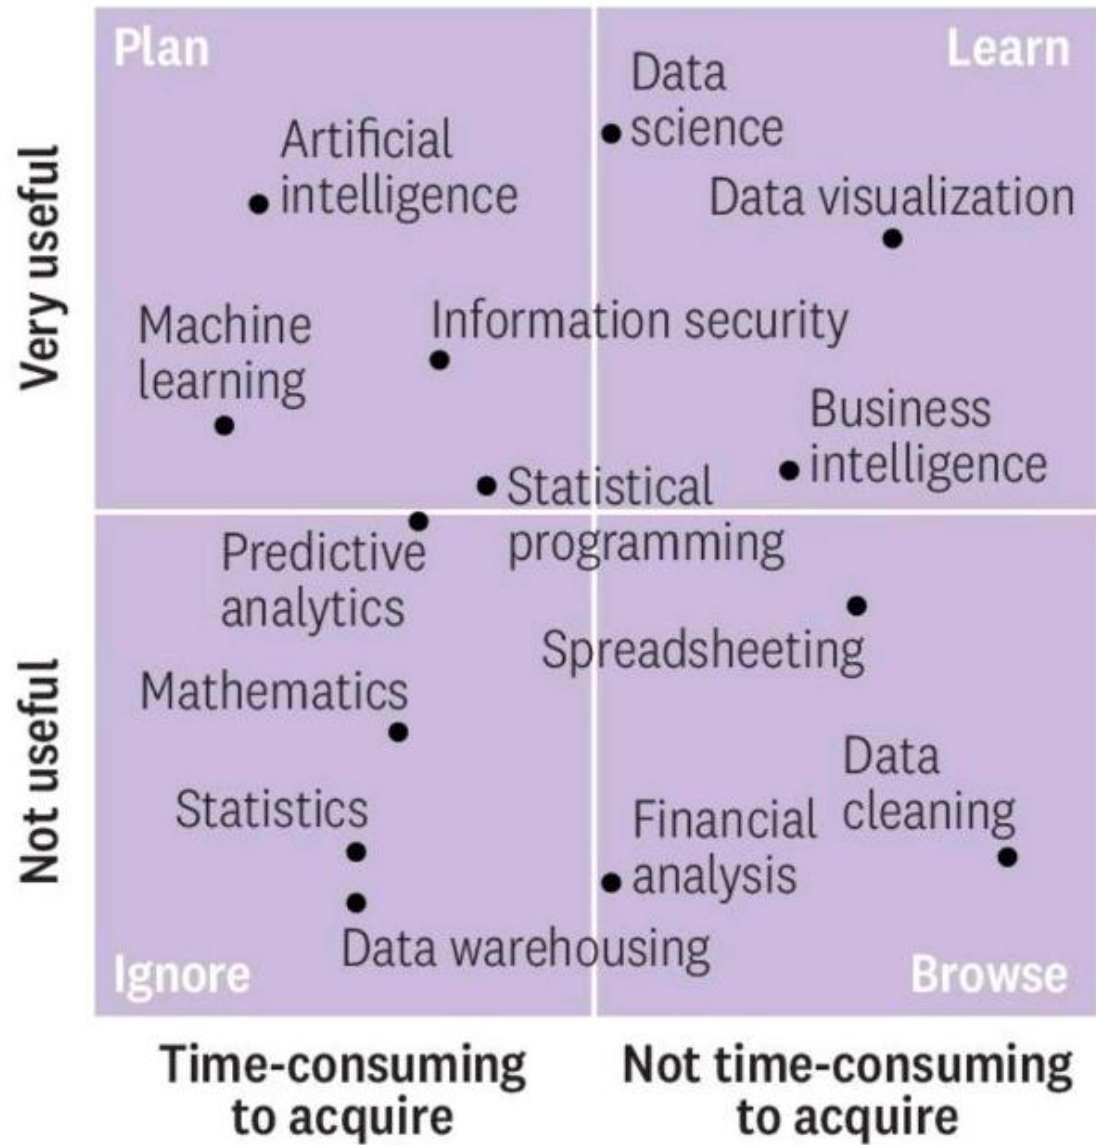 Plan
Learn
Data
science
Artificial
intelligence
Data visualization
Very useful
Machine
learning
Information security
Business
intelligence
Statistical
programming
Predictive
analytics
Spreadsheeting
Not useful
Mathematics
Data
cleaning
Statistics
Financial
analysis
Data warehousing
Ignore
Browse
Time-consuming
to acquire
Not time-consuming
to acquire